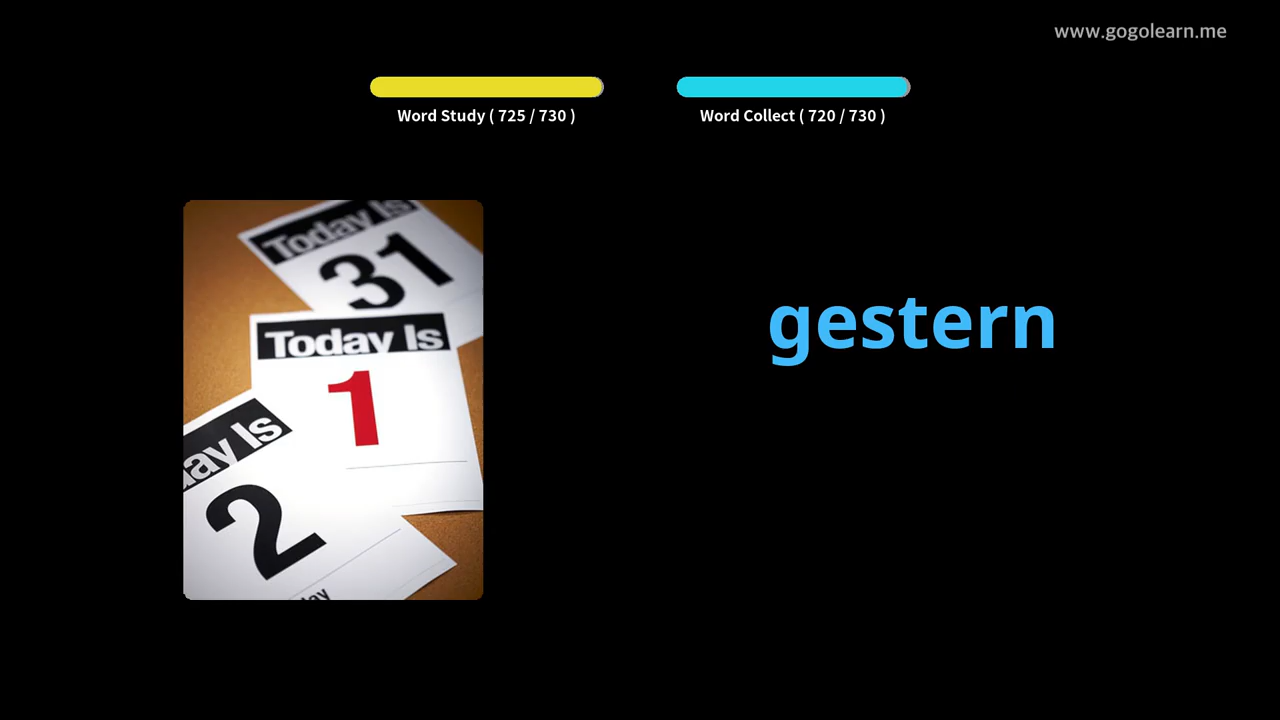 www.gogolearn.me
Word Study ( 725 / 730 )
Word Collect ( 720 / 730 )
Today Is
31
Today Is
1
ay Is
2
gestern